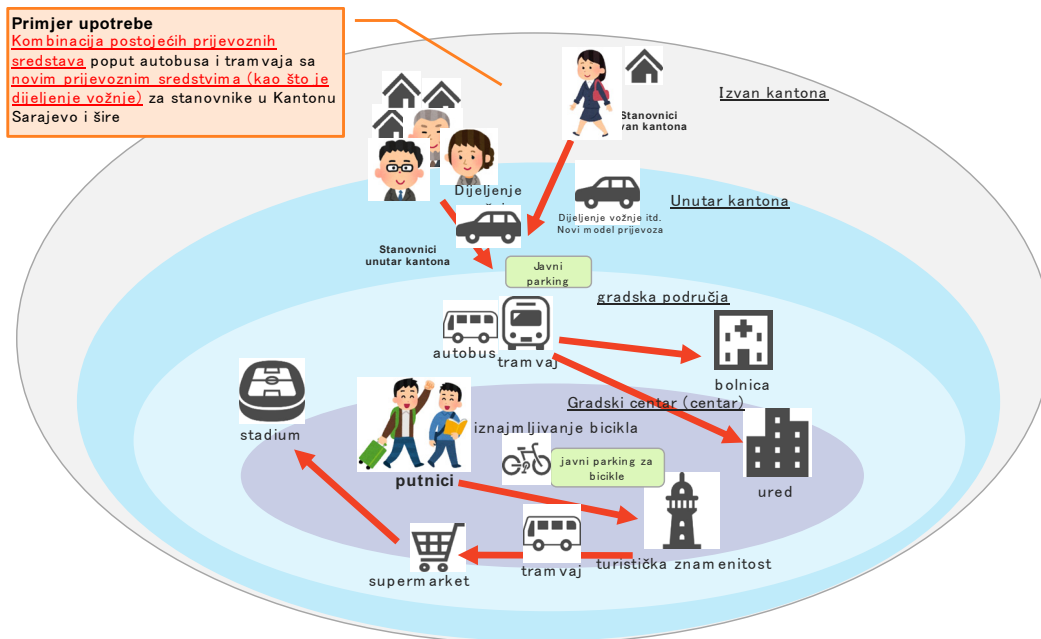 Primjer upotrebe
Kombinacija postojećih prijevoznih
sredstava poput autobusa i tramvaja sa
novim prijevoznim sredstvima (kao što je
dijeljenje vožnje) za stanovnike u Kantonu
Sarajevo i šire
Izvan kantona
Stanovnici
van kantona
Unutar kantona
Dijeljenje
Dijeljenje vožnje itd.
Novi model prijevoza
Stanovnici
unutar kantona
Javni
parking
gradska područja
autobus
tramvaj
bolnica
Gradski centar (centar)
stadium
iznajmljivanje bicikla
javni parking za
bicikle
putnici
ured
turistička znamenitost
tramvaj
supermarket